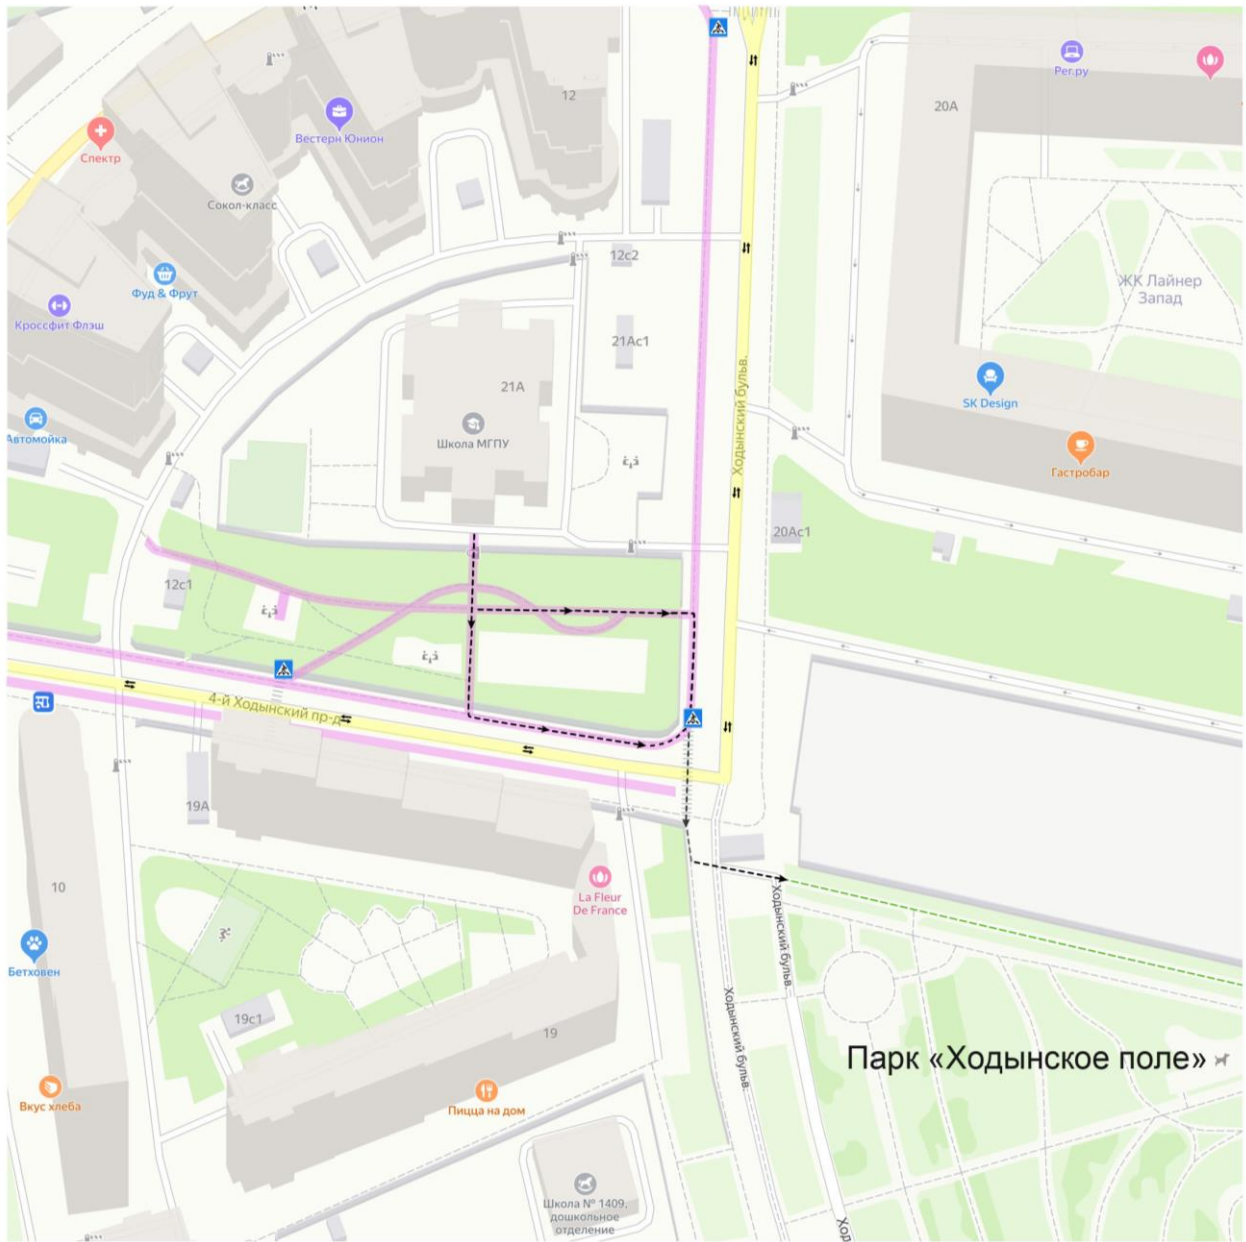 12
Рег.ру
20А
Вестерн Юнион
Спектр
Сокол-класс
12с2
ЖК Лайнер
Запад
Фуд & Фрут
Кроссфит Флэш
21Ас1
21А
Ходынский бульв.
SK Design
Автомойка
Школа МГПУ
Гастробар
20Ас1
12с1
4-й Ходынский пр-д
19А
10
La Fleur
De France
Ходынский бульв.
Бетховен
19с1
19
Ходынский бульв.
Парк «Ходынское поле»
Вкус хлеба
Пицца на дом
Школа № 1409,
дошкольное
отделение
Ход